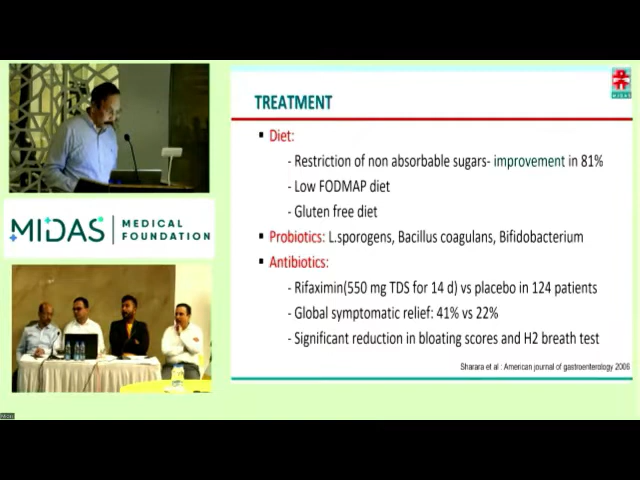 MIDAS
TREATMENT
▪ Diet:
- Restriction of non absorbable sugars- improvement in 81%
- Low FODMAP diet
- Gluten free diet
▪ Probiotics: L.sporogens, Bacillus coagulans, Bifidobacterium
▪ Antibiotics:
- Rifaximin(550 mg TDS for 14 d) vs placebo in 124 patients
- Global symptomatic relief: 41% vs 22%
- Significant reduction in bloating scores and H2 breath test
Sharara et al : American journal of gastroenterology 2006
MIDAS
MEDICAL
FOUNDATION